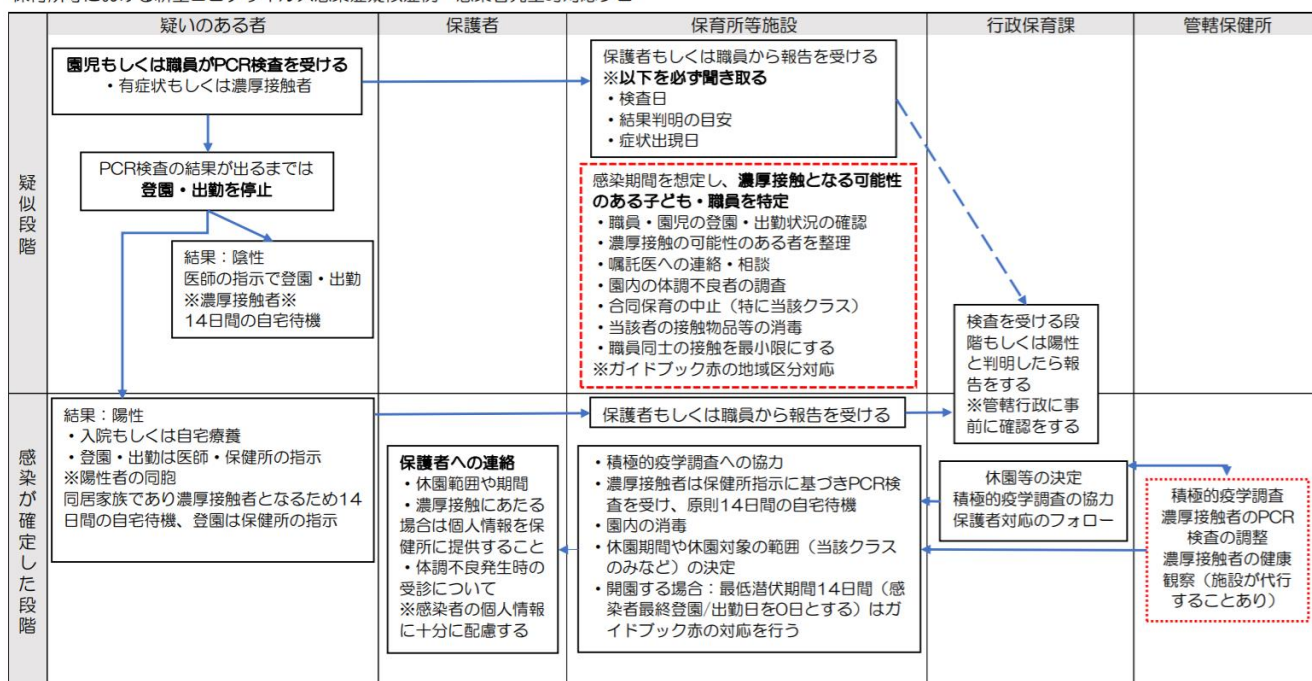 疑いのある者
保護者
保育所等施設
行政保育課
管轄保健所
疑似段階
園児もしくは職員がPCR検査を受ける
・有症状もしくは濃厚接触者
PCR検査の結果が出るまでは
登園・出勤を停止
結果:陰性
医師の指示で登園・出勤
※濃厚接触者※
14日間の自宅待機
保護者もしくは職員から報告を受ける
※以下を必ず聞き取る
・検査日
・結果判明の目安
・症状出現日
感染期間を想定し、濃厚接触となる可能性
のある子ども・職員を特定
・職員・園児の登園・出勤状況の確認
・濃厚接触の可能性のある者を整理
・嘱託医への連絡・相談
・園内の体調不良者の調査
・合同保育の中止(特に当該クラス)
・当該者の接触物品等の消毒
・職員同士の接触を最小限にする
※ガイドブック赤の地域区分対応
検査を受ける段
階もしくは陽性
と判明したら報
告をする
※管轄行政に事
前に確認をする
感染が確定した段階
結果:陽性
・入院もしくは自宅療養
・登園・出勤は医師・保健所の指示
※陽性者の同胞
同居家族であり濃厚接触者となるため14
日間の自宅待機、登園は保健所の指示
保護者への連絡
・休園範囲や期間
・濃厚接触にあたる
場合は個人情報を保
健所に提供すること
・体調不良発生時の
受診について
※感染者の個人情報
に十分に配慮する
保護者もしくは職員から報告を受ける
・積極的疫学調査への協力
・濃厚接触者は保健所指示に基づきPCR検
査を受け、原則14日間の自宅待機
・園内の消毒
・休園期間や休園対象の範囲(当該クラス
のみなど)の決定
・開園する場合:最低潜伏期間14日間(感
染者最終登園/出勤日を0日とする)はガ
イドブック赤の対応を行う
休園等の決定
積極的疫学調査の協力
保護者対応のフォロー
積極的疫学調査
濃厚接触者のPCR
検査の調整
濃厚接触者の健康
観察(施設が代行
することあり)